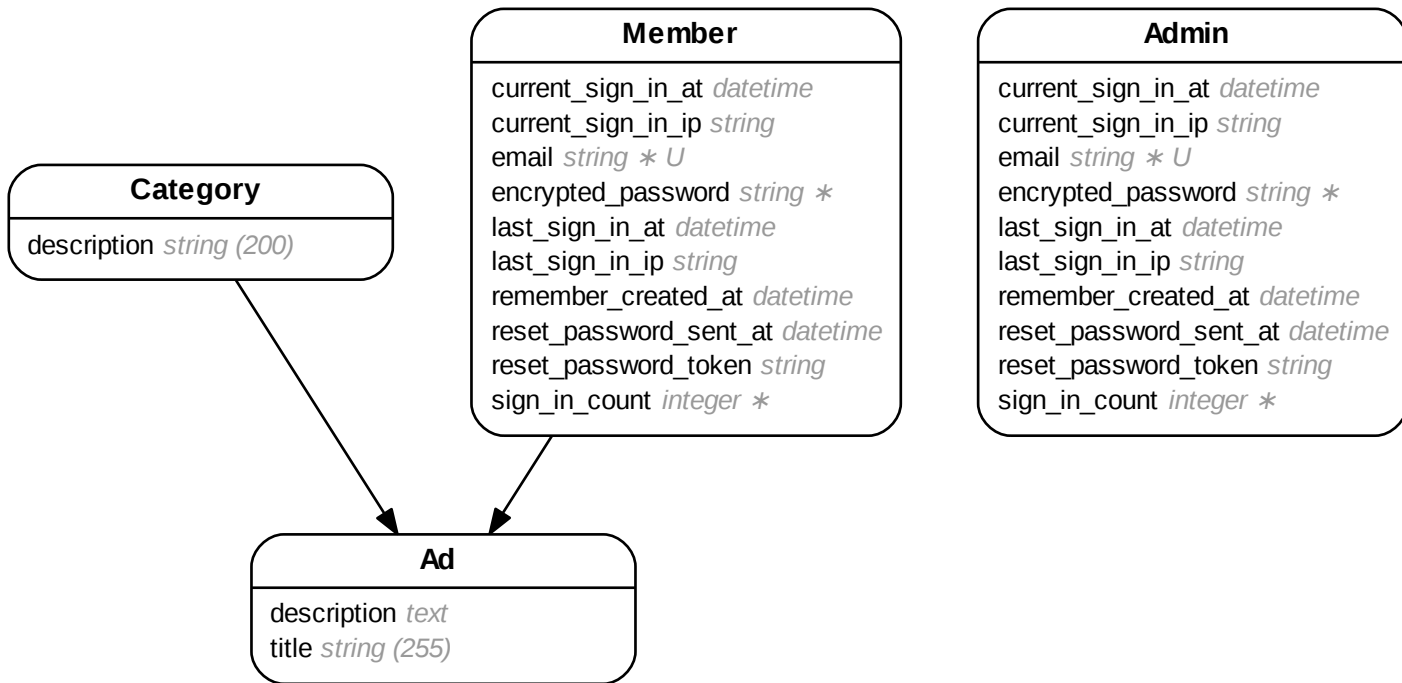 Member
current_sign_in_at datetime
current_sign_in_ip string
email string ∗ U
encrypted_password string ∗
last_sign_in_at datetime
last_sign_in_ip string
remember_created_at datetime
reset_password_sent_at datetime
reset_password_token string
sign_in_count integer ∗
Admin
current_sign_in_at datetime
current_sign_in_ip string
email string ∗ U
encrypted_password string ∗
last_sign_in_at datetime
last_sign_in_ip string
remember_created_at datetime
reset_password_sent_at datetime
reset_password_token string
sign_in_count integer ∗
Category
description string (200)
Ad
description text
title string (255)